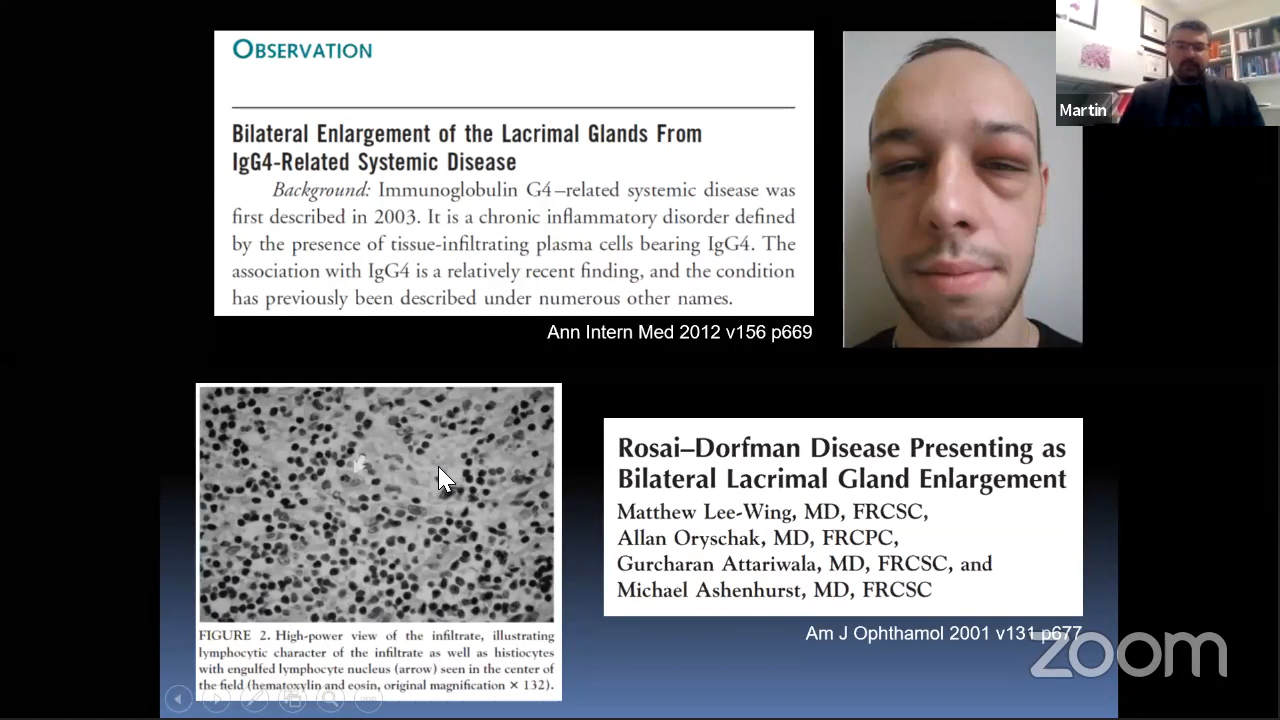 OBSERVATION
Bilateral Enlargement of the Lacrimal Glands From
IgG4-Related Systemic Disease
Background: Immunoglobulin G4–related systemic disease was
first described in 2003. It is a chronic inflammatory disorder defined
by the presence of tissue-infiltrating plasma cells bearing IgG4. The
association with IgG4 is a relatively recent finding, and the condition
has previously been described under numerous other names.
Ann Intern Med 2012 v156 p669
Martin
FIGURE 2. High-power view of the infiltrate, illustrating
lymphocytic character of the infiltrate as well as histiocytes
with engulfed lymphocyte nucleus (arrow) seen in the center of
the field (hematoxylin and eosin, original magnification × 132).
Rosai–Dorfman Disease Presenting as
Bilateral Lacrimal Gland Enlargement
Matthew Lee-Wing, MD, FRCSC,
Allan Oryschak, MD, FRCPC,
Gurcharan Attariwala, MD, FRCSC, and
Michael Ashenhurst, MD, FRCSC
Am J Ophthamol 2001 v131 p677
zoom